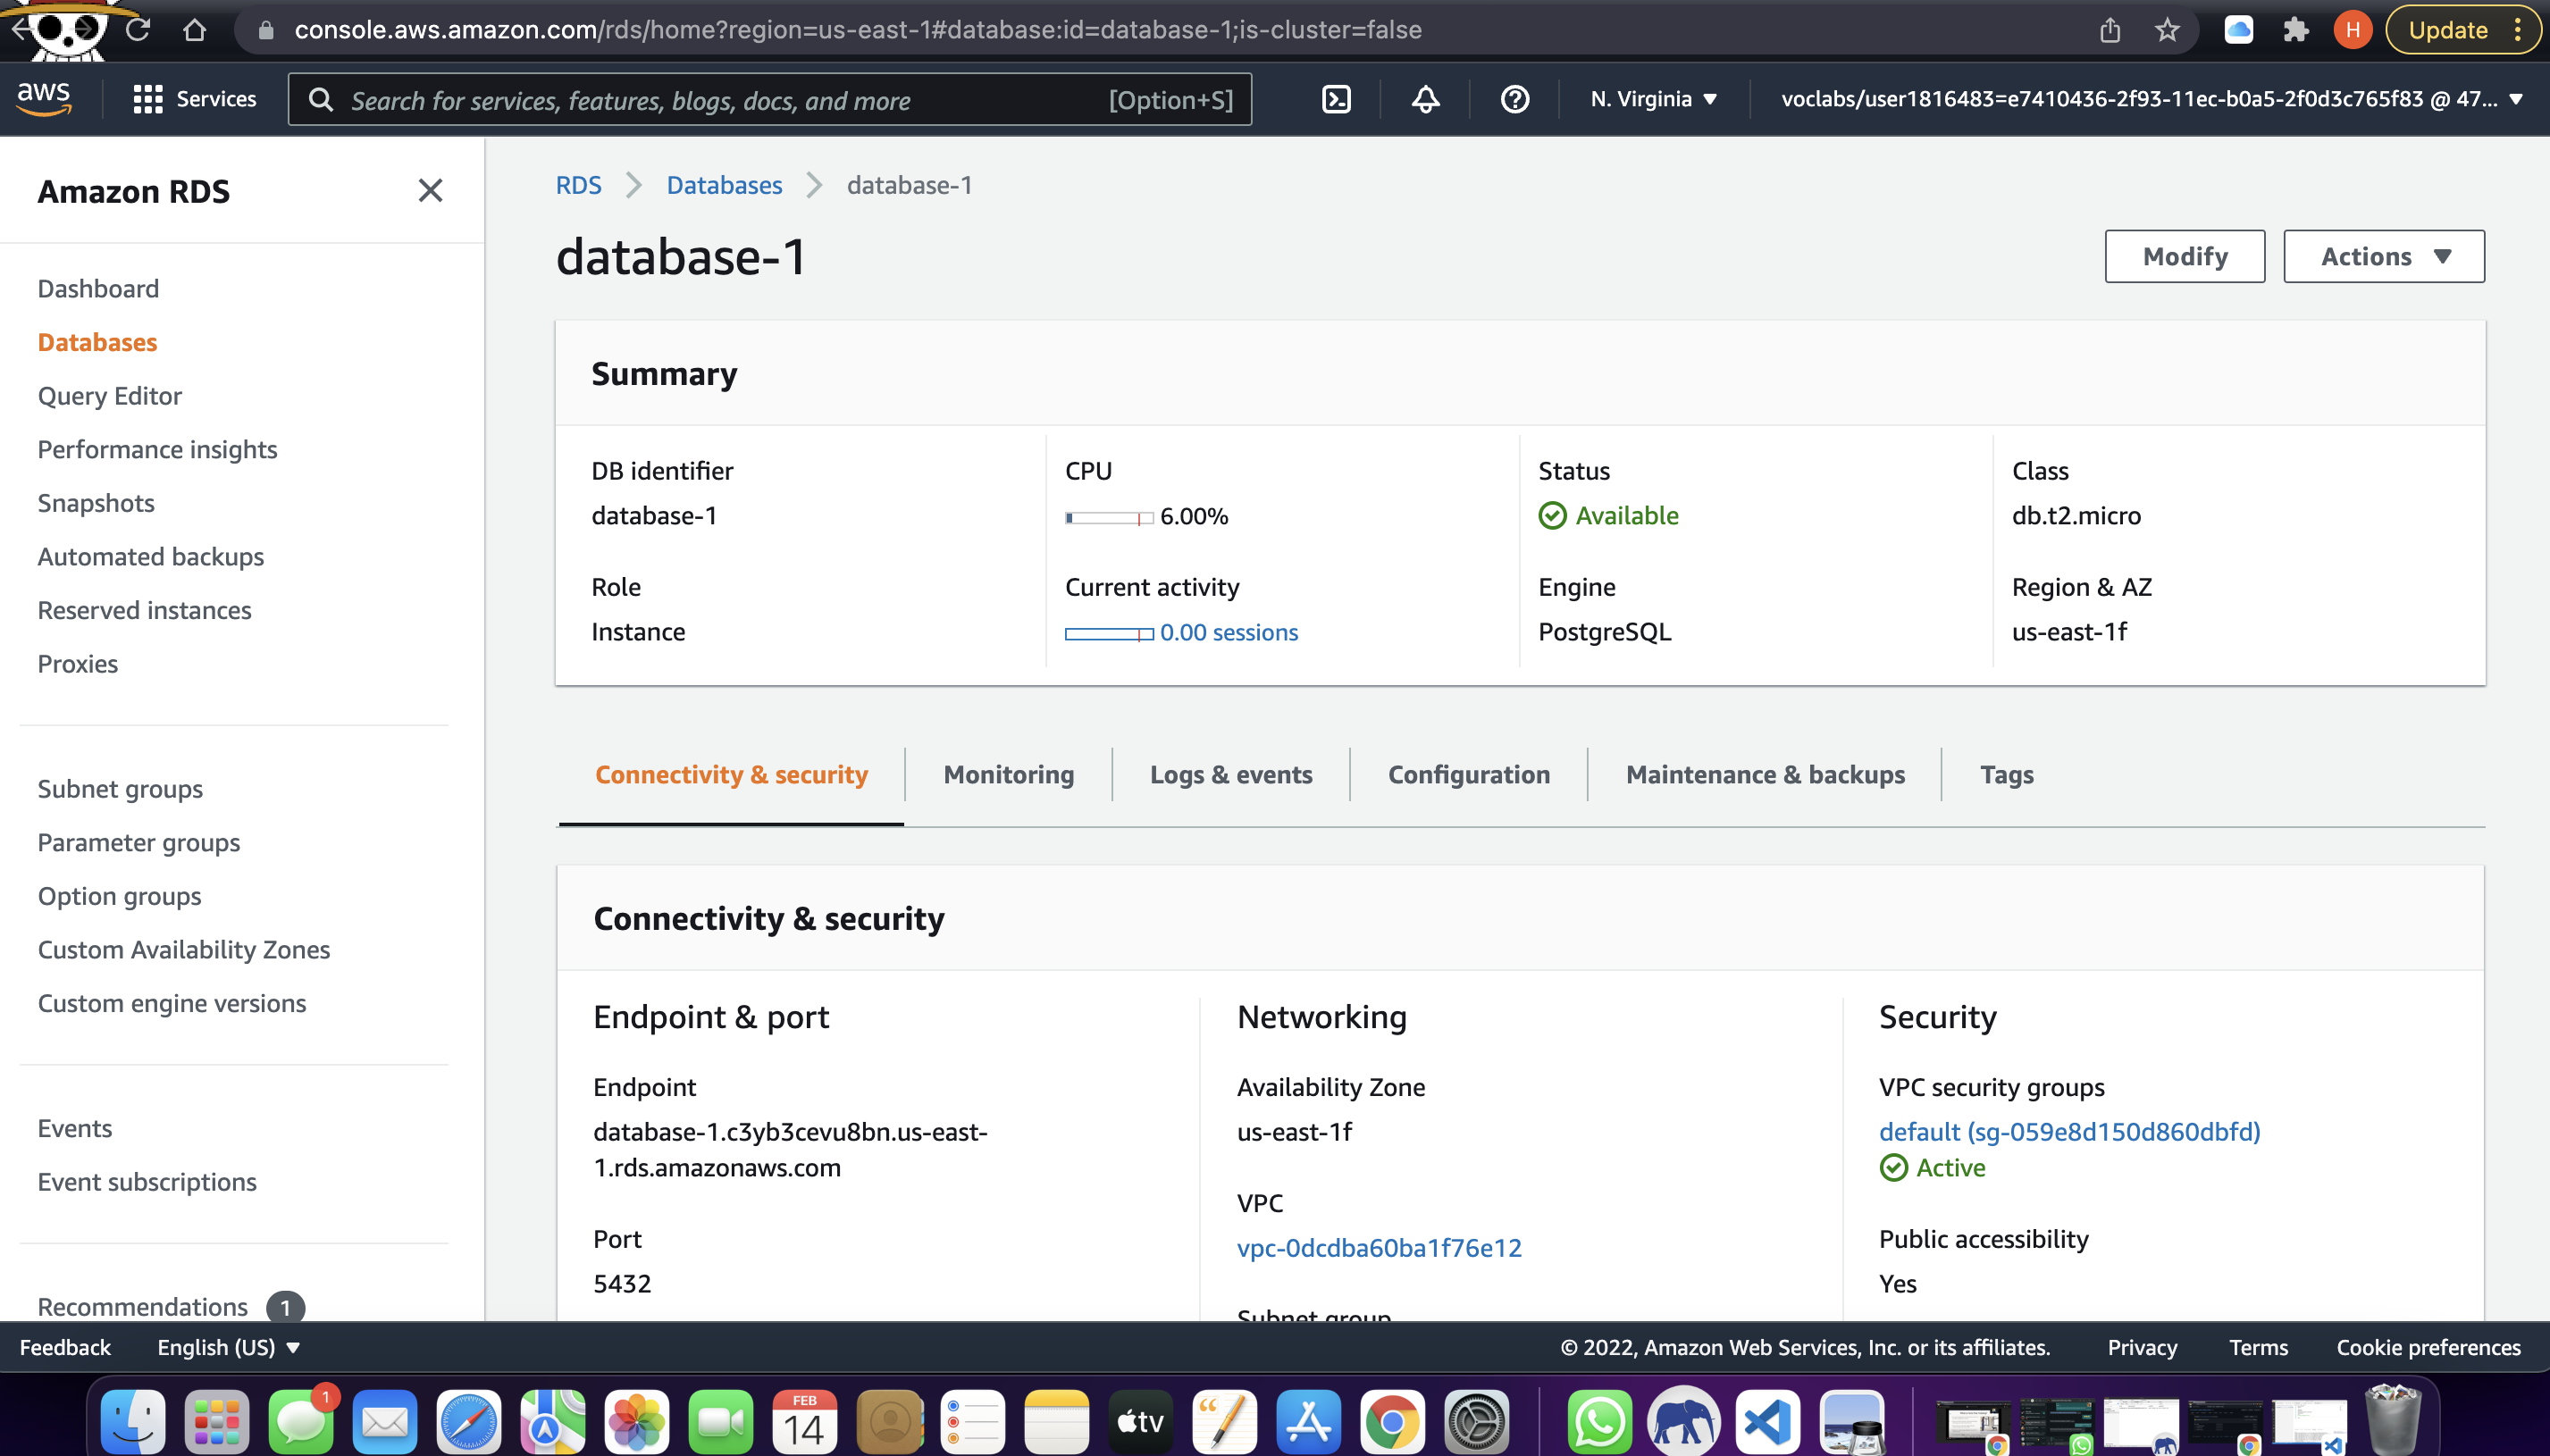 console.aws.amazon.com/rds/home?region=us-east-1#database:id=database-1;is-cluster=false
H
Update
aws
Services
Search for services, features, blogs, docs, and more
[Option+S]
N. Virginia
voclabs/user1816483=e7410436-2f93-11ec-b0a5-2f0d3c765f83 @ 47...
Amazon RDS
Dashboard
Databases
Query Editor
Performance insights
Snapshots
Automated backups
Reserved instances
Proxies
Subnet groups
Parameter groups
Option groups
Custom Availability Zones
Custom engine versions
Events
Event subscriptions
Recommendations 1
RDS
Databases
database-1
database-1
Modify
Actions
Summary
DB identifier
database-1
CPU
6.00%
Status
Available
Class
db.t2.micro
Role
Instance
Current activity
0.00 sessions
Engine
PostgreSQL
Region & AZ
us-east-1f
Connectivity & security
Monitoring
Logs & events
Configuration
Maintenance & backups
Tags
Connectivity & security
Endpoint & port
Endpoint
database-1.c3yb3cevu8bn.us-east-
1.rds.amazonaws.com
Port
5432
Networking
Availability Zone
us-east-1f
VPC
vpc-0dcdba60ba1f76e12
Subnet group
Security
VPC security groups
default (sg-059e8d150d860dbfd)
Active
Public accessibility
Yes
Feedback
English (US)
© 2022, Amazon Web Services, Inc. or its affiliates.
Privacy
Terms
Cookie preferences
1
FEB
14
tv